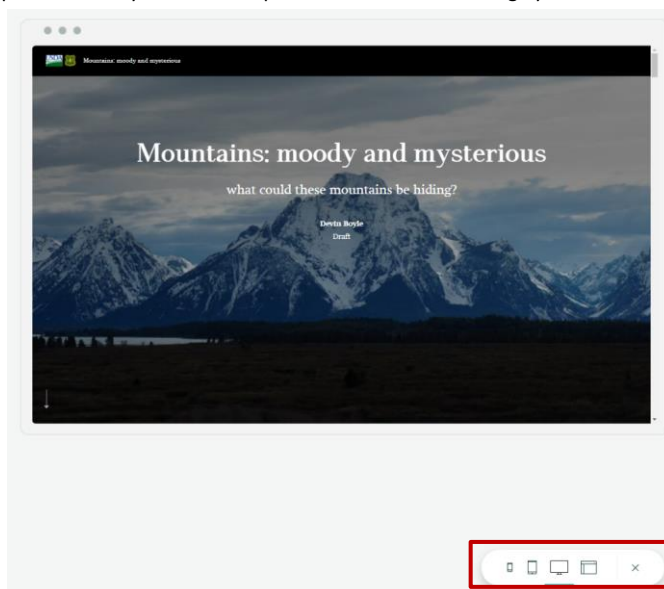 Mountains: moody and mysterious
Mountains: moody and mysterious
what could these mountains be hiding?
Devin Boyle
Draft